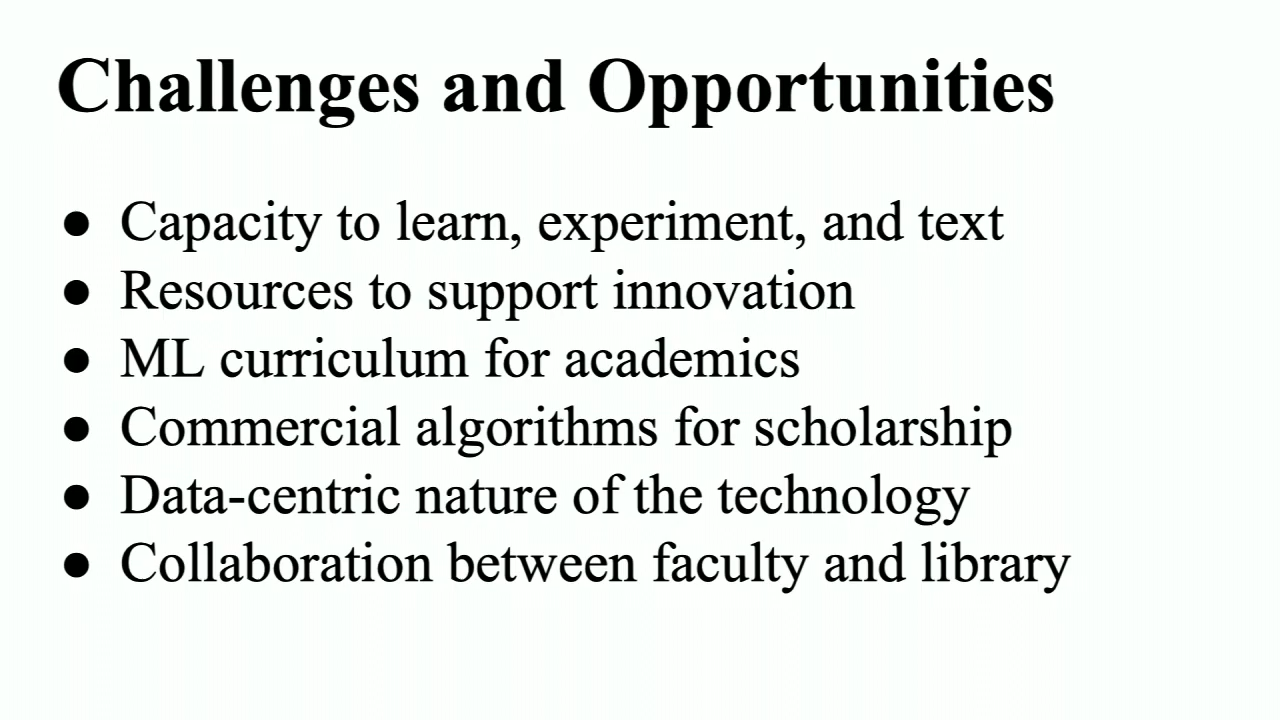 Challenges and Opportunities
● Capacity to learn, experiment, and text
● Resources to support innovation
● ML curriculum for academics
● Commercial algorithms for scholarship
● Data-centric nature of the technology
● Collaboration between faculty and library